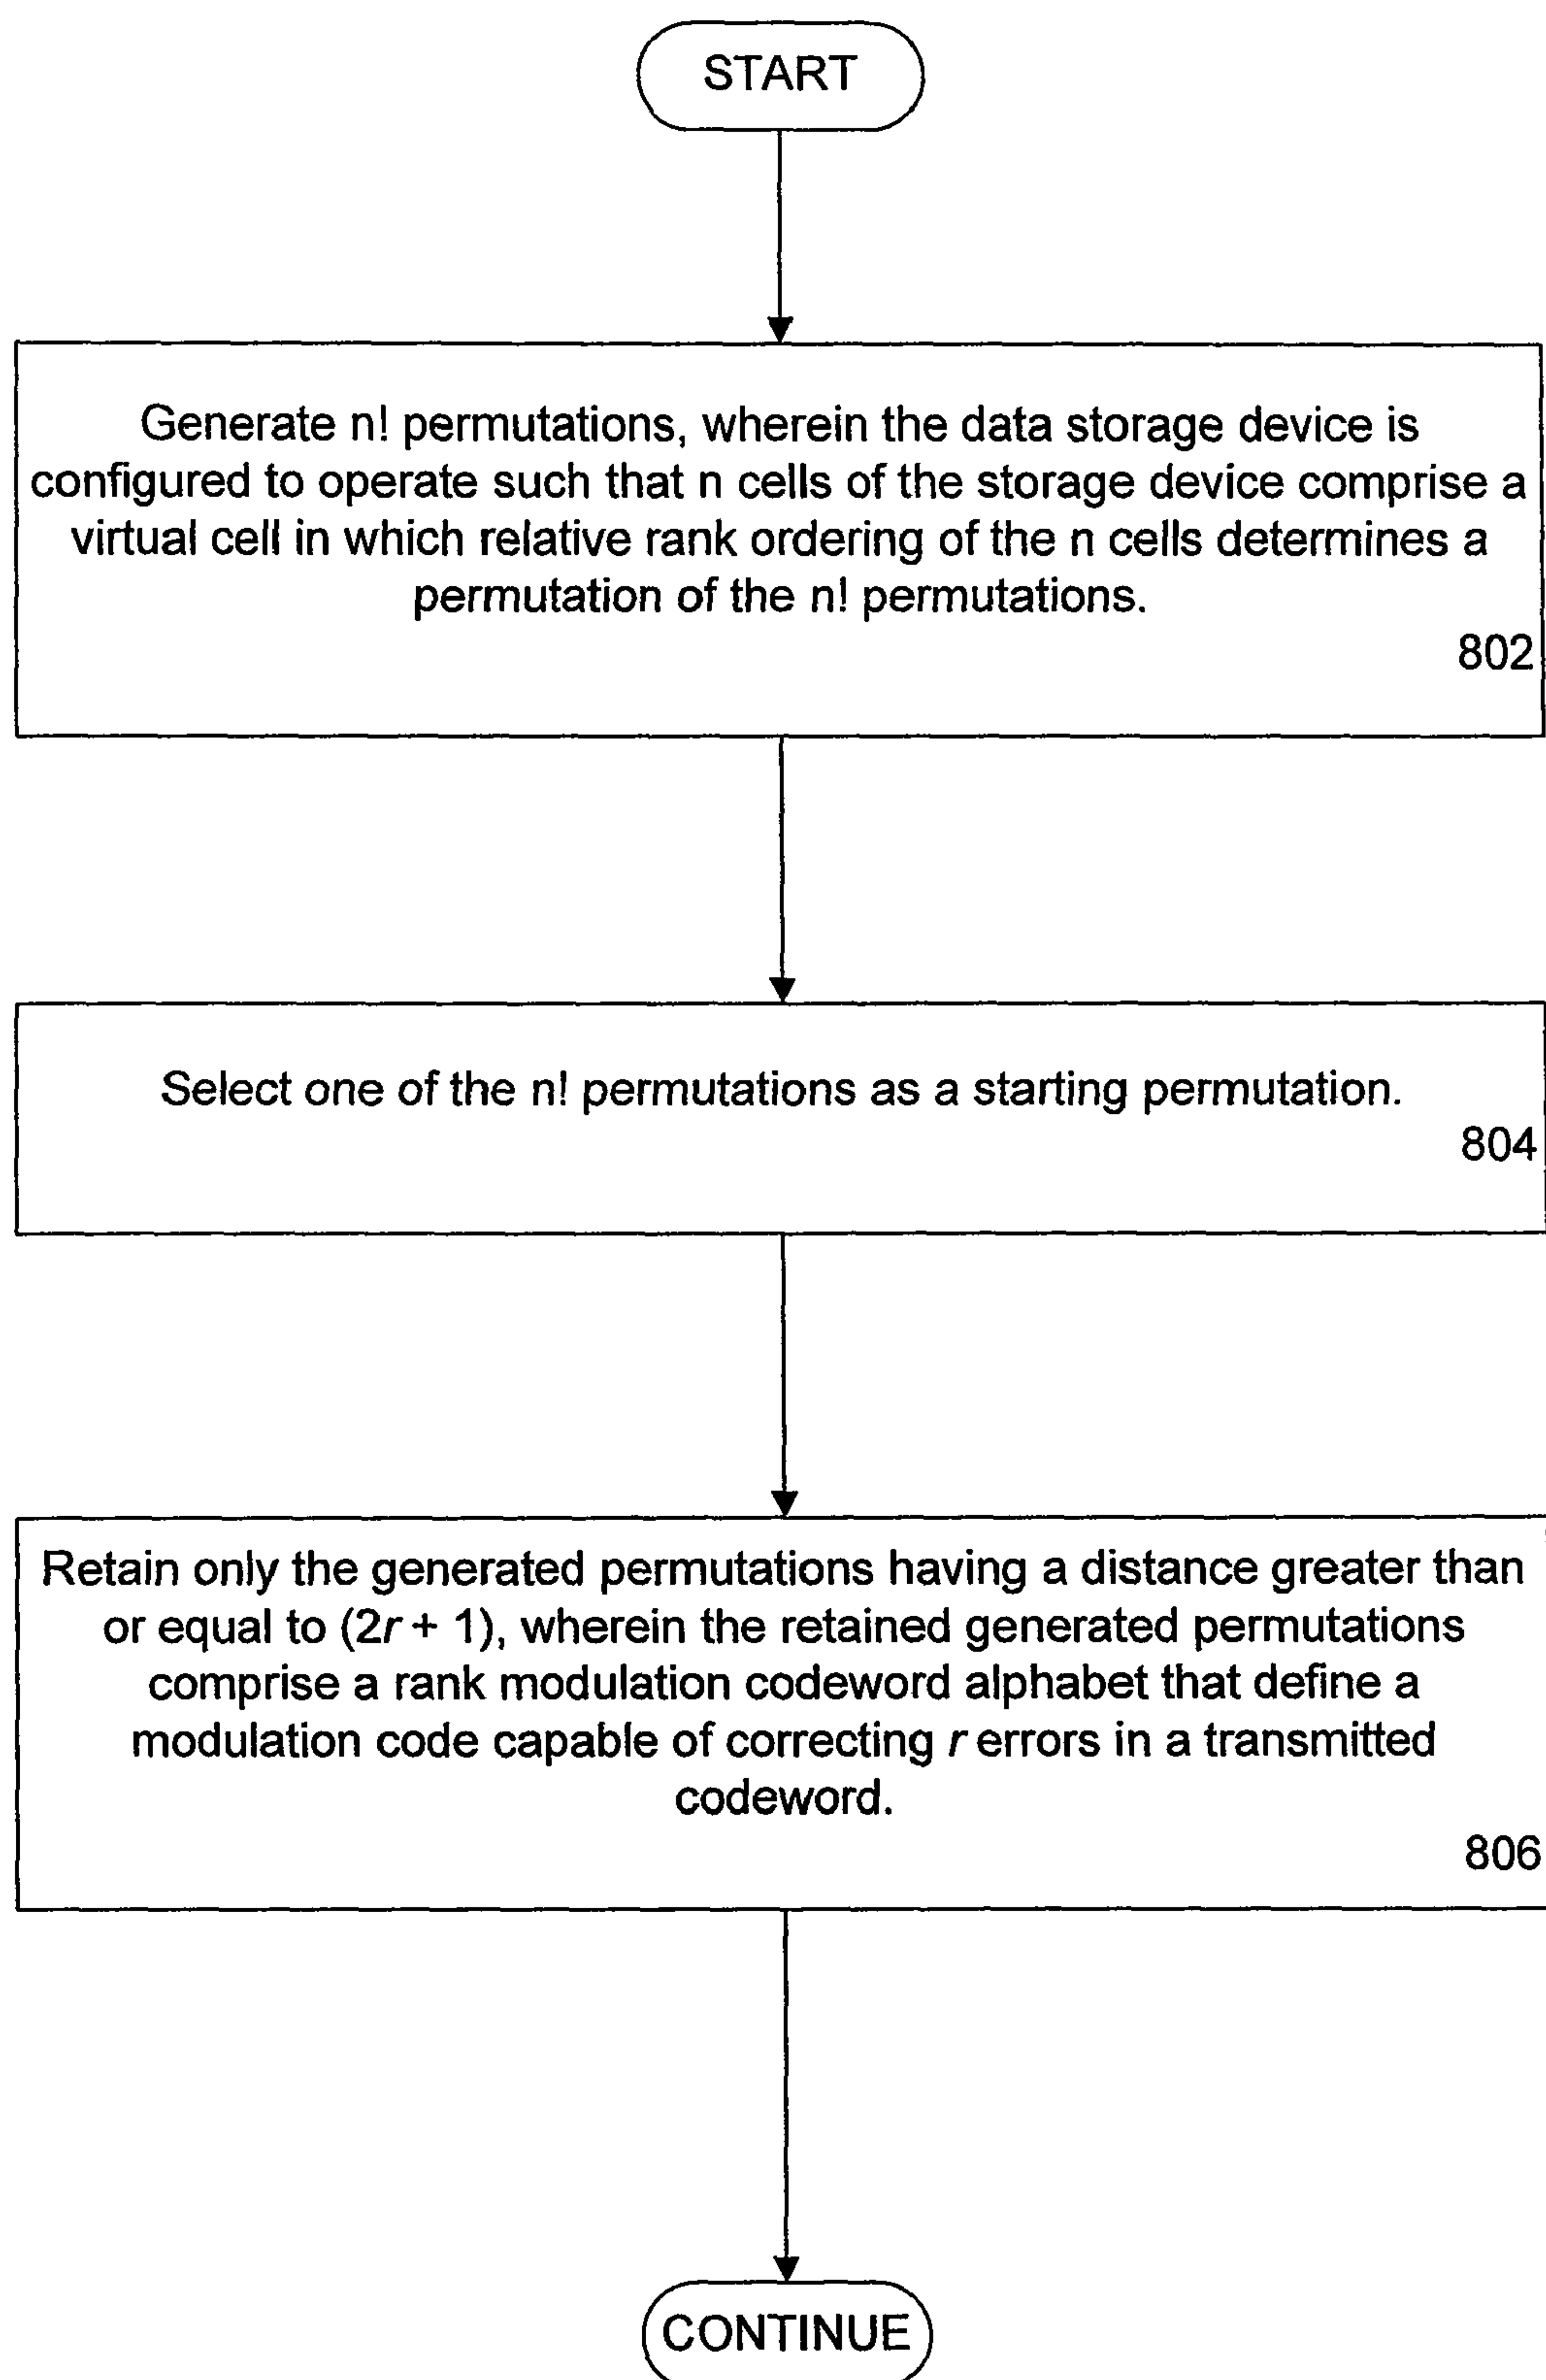 START
Generate n! permutations, wherein the data storage device is
configured to operate such that n cells of the storage device comprise a
virtual cell in which relative rank ordering of the n cells determines a
permutation of the n! permutations.
802
Select one of the n! permutations as a starting permutation.
804
Retain only the generated permutations having a distance greater than
or equal to (2r + 1), wherein the retained generated permutations
comprise a rank modulation codeword alphabet that define a
modulation code capable of correcting r errors in a transmitted
codeword.
806
CONTINUE